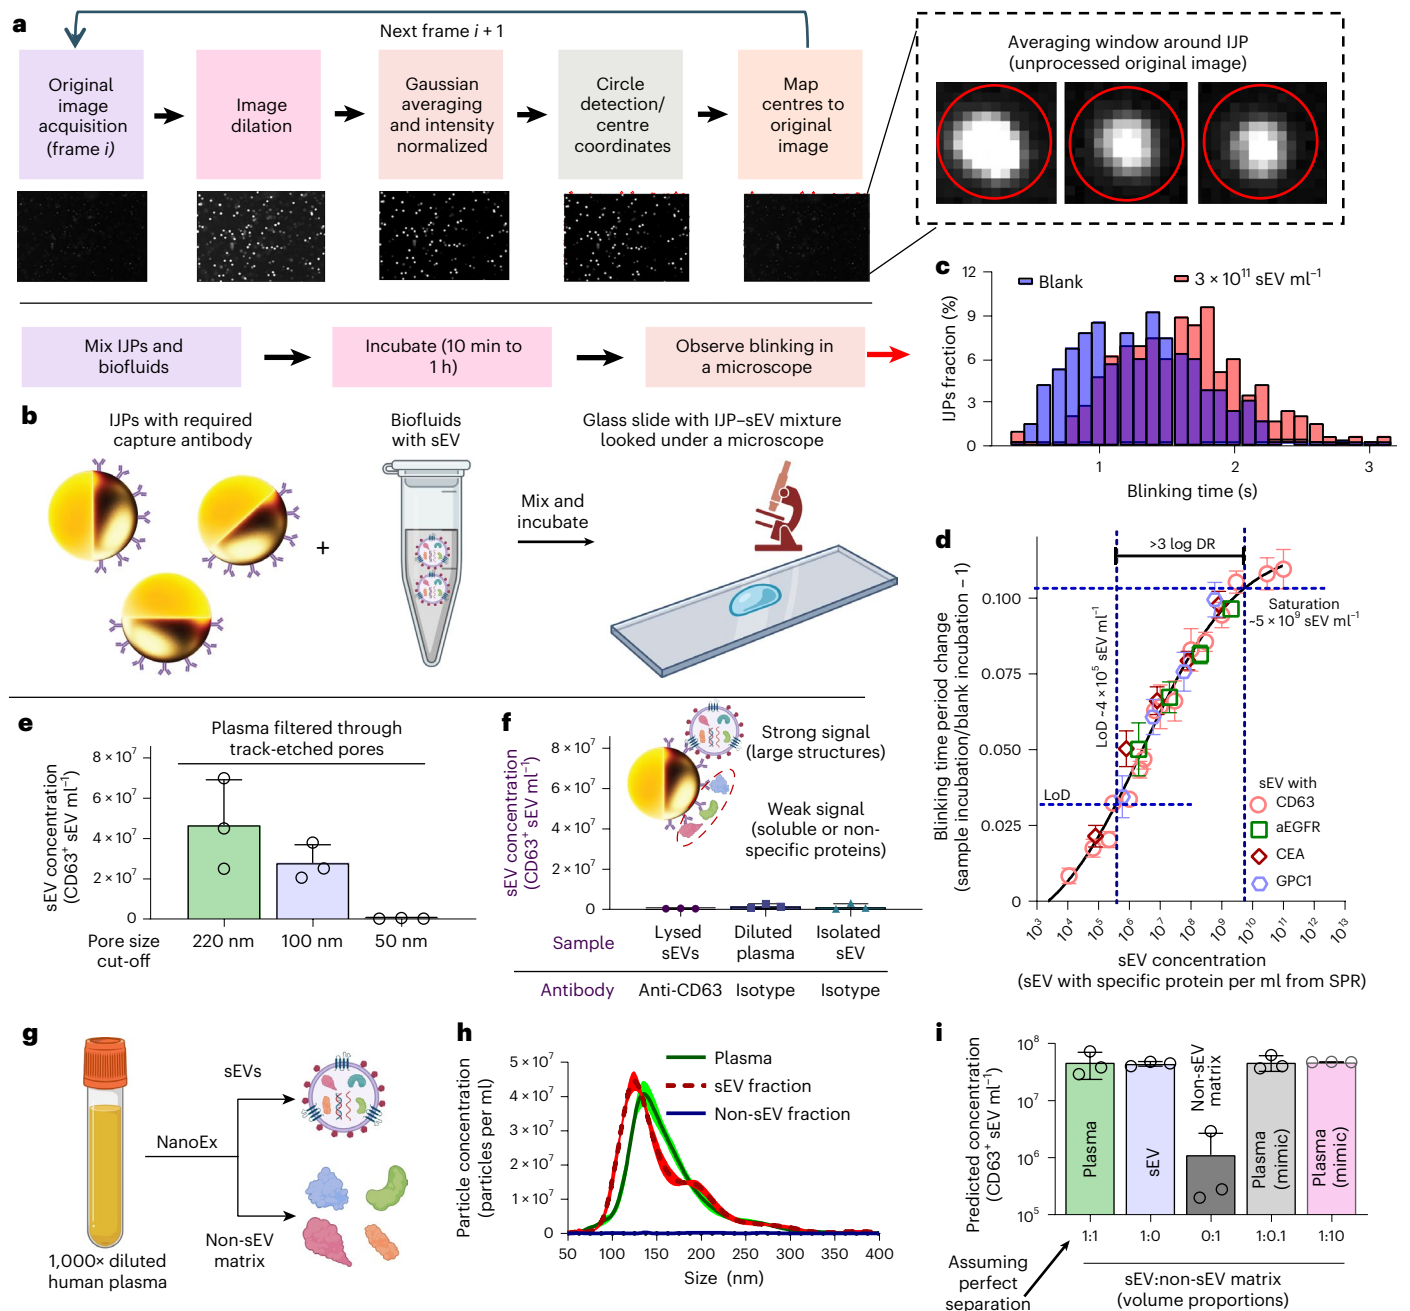 a
Next frame i + 1
Original
image
acquisition
(frame i)
Image
dilation
Gaussian
averaging
and intensity
normalized
Circle
detection/
centre
coordinates
Map
centres to
original
image
Averaging window around IJP
(unprocessed original image)
Mix IJPs and
biofluids
Incubate (10 min to
1 h)
Observe blinking in
a microscope
b
IJPs with required
capture antibody
+
Biofluids
with sEV
Mix and
incubate
Glass slide with IJP–sEV mixture
looked under a microscope
c
IJPs fraction (%)
12
9
6
3
0
Blank
3 × 10¹¹ sEV ml⁻¹
1
2
3
Blinking time (s)
d
Blinking time period change
(sample incubation/blank incubation – 1)
0.100
0.075
0.050
0.025
0
>3 log DR
LoD ~4 × 10⁵ sEV ml⁻¹
Saturation
~5 × 10⁹ sEV ml⁻¹
LoD
sEV with
CD63
aEGFR
CEA
GPC1
10³
10⁴
10⁵
10⁶
10⁷
10⁸
10⁹
10¹⁰
10¹¹
10¹²
10¹³
sEV concentration
(sEV with specific protein per ml from SPR)
e
Plasma filtered through
track-etched pores
sEV concentration
(CD63⁺ sEV ml⁻¹)
8 × 10⁷
6 × 10⁷
4 × 10⁷
2 × 10⁷
0
Pore size
cut-off
220 nm
100 nm
50 nm
f
sEV concentration
(CD63⁺ sEV ml⁻¹)
8 × 10⁷
6 × 10⁷
4 × 10⁷
2 × 10⁷
0
Strong signal
(large structures)
Weak signal
(soluble or non-
specific proteins)
Sample
Lysed
sEVs
Diluted
plasma
Isolated
sEV
Antibody
Anti-CD63
Isotype
Isotype
g
sEVs
NanoEx
Non-sEV
matrix
1,000× diluted
human plasma
h
Particle concentration
(particles per ml)
5 × 10⁷
4 × 10⁷
3 × 10⁷
2 × 10⁷
1 × 10⁷
0
Plasma
sEV fraction
Non-sEV fraction
50
100
150
200
250
300
350
400
Size (nm)
i
Predicted concentration
(CD63⁺ sEV ml⁻¹)
10⁸
10⁷
10⁶
10⁵
Plasma
sEV
Non-sEV
matrix
Plasma
(mimic)
Plasma
(mimic)
1:1
1:0
0:1
1:0.1
1:10
Assuming
perfect
separation
sEV:non-sEV matrix
(volume proportions)